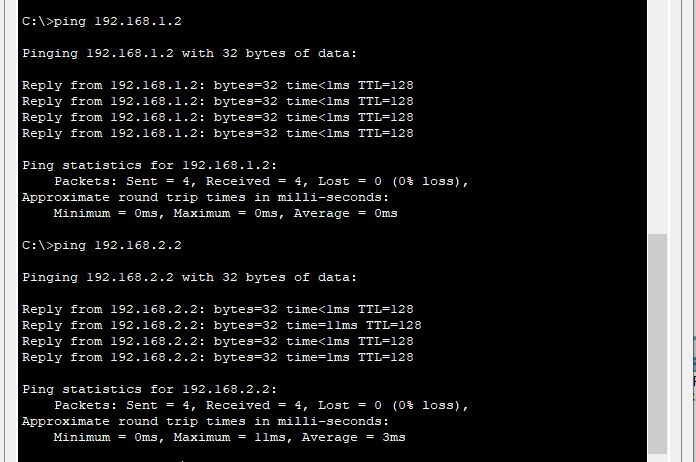 C:\>ping 192.168.1.2
Pinging 192.168.1.2 with 32 bytes of data:
Reply from 192.168.1.2: bytes=32 time<1ms TTL=128
Reply from 192.168.1.2: bytes=32 time<1ms TTL=128
Reply from 192.168.1.2: bytes=32 time<1ms TTL=128
Reply from 192.168.1.2: bytes=32 time<1ms TTL=128
Ping statistics for 192.168.1.2:
Packets: Sent = 4, Received = 4, Lost = 0 (0% loss),
Approximate round trip times in milli-seconds:
Minimum = 0ms, Maximum = 0ms, Average = 0ms
C:\>ping 192.168.2.2
Pinging 192.168.2.2 with 32 bytes of data:
Reply from 192.168.2.2: bytes=32 time<1ms TTL=128
Reply from 192.168.2.2: bytes=32 time=11ms TTL=128
Reply from 192.168.2.2: bytes=32 time<1ms TTL=128
Reply from 192.168.2.2: bytes=32 time=1ms TTL=128
Ping statistics for 192.168.2.2:
Packets: Sent = 4, Received = 4, Lost = 0 (0% loss),
Approximate round trip times in milli-seconds:
Minimum = 0ms, Maximum = 11ms, Average = 3ms